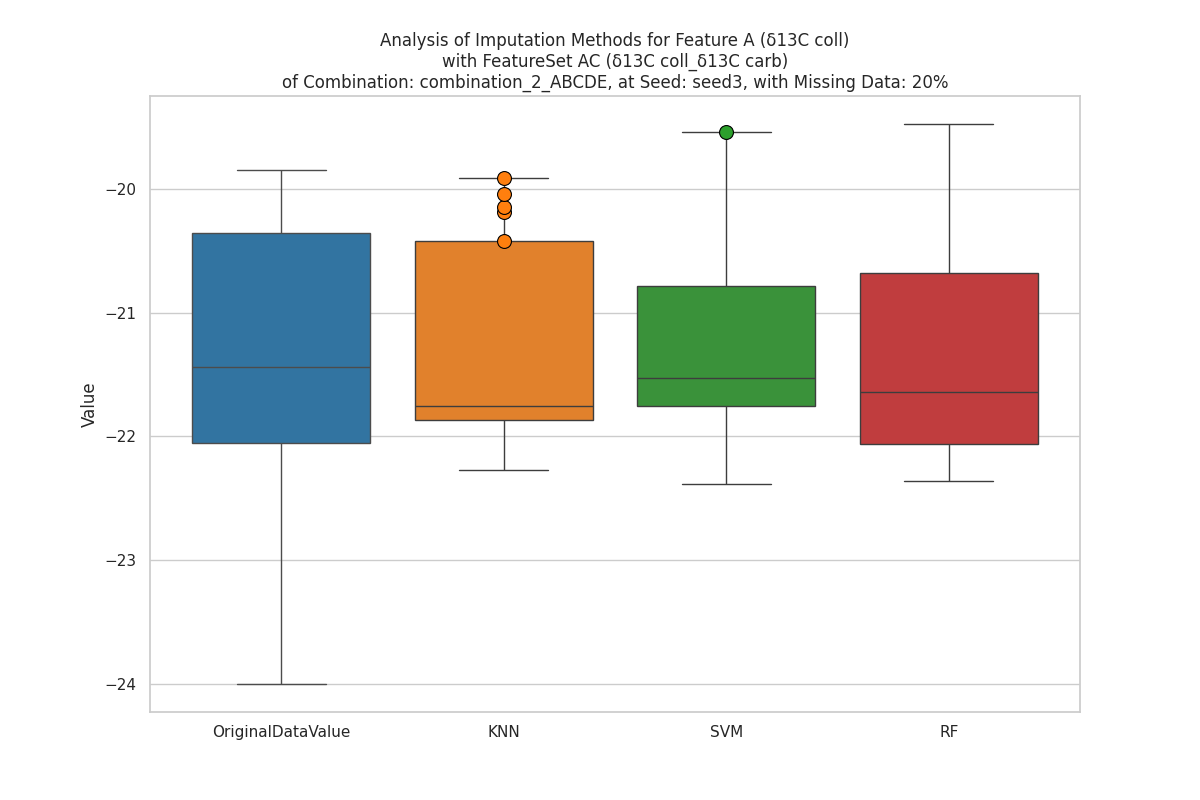 Analysis of Imputation Methods for Feature A (δ13C coll)
with FeatureSet AC (δ13C coll_δ13C carb)
of Combination: combination_2_ABCDE, at Seed: seed3, with Missing Data: 20%
Value
−20
−21
−22
−23
−24
OriginalDataValue
KNN
SVM
RF